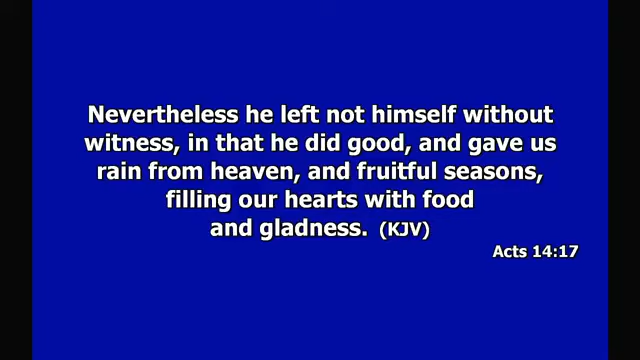 Nevertheless he left not himself without
witness, in that he did good, and gave us
rain from heaven, and fruitful seasons,
filling our hearts with food
and gladness. (KJV)
Acts 14:17